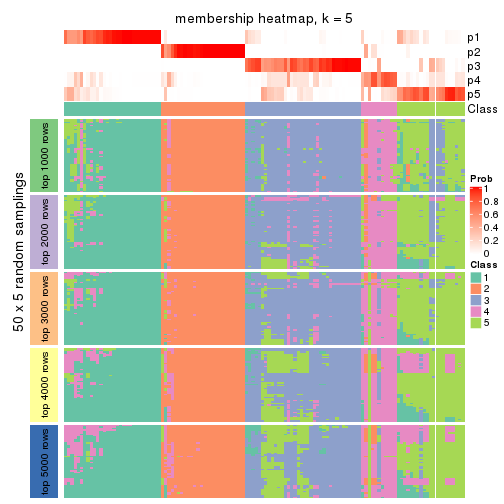 membership heatmap, k = 5
p1
p2
p3
p4
p5
Class
50 x 5 random samplings
top 1000 rows
top 2000 rows
top 3000 rows
top 4000 rows
top 5000 rows
Prob
1
0.8
0.6
0.4
0.2
0
Class
1
2
3
4
5